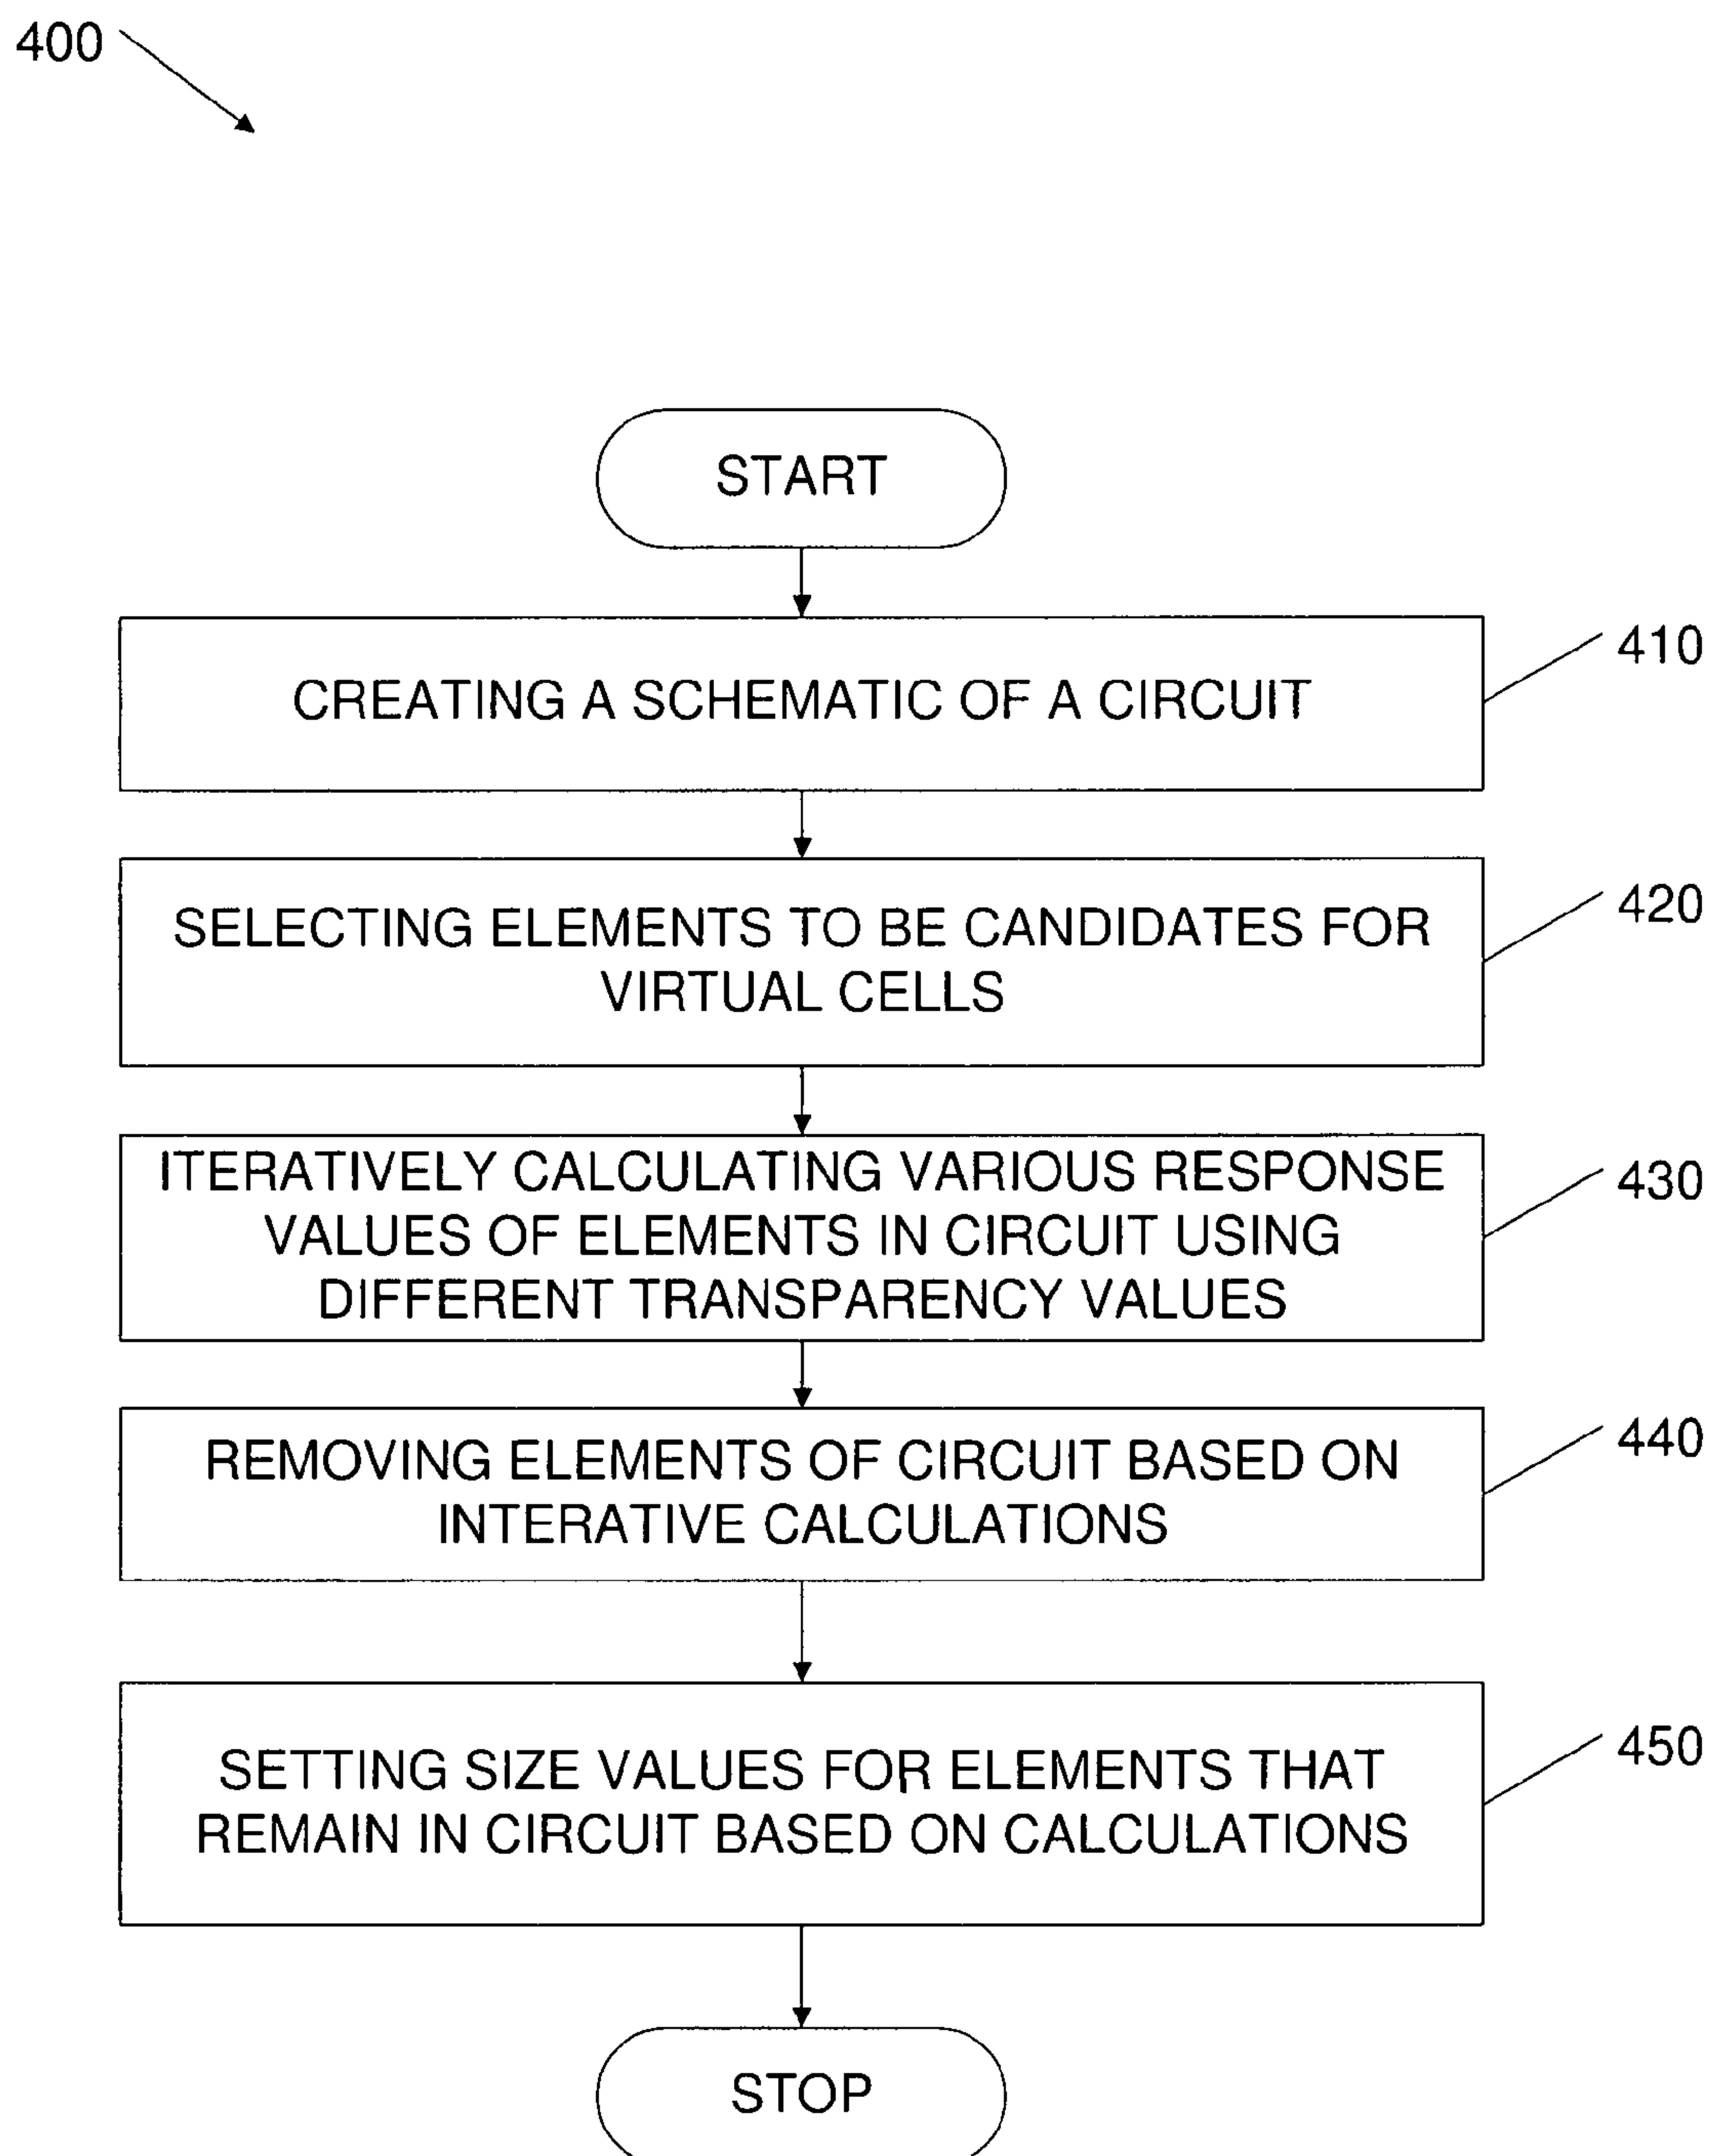 400
START
CREATING A SCHEMATIC OF A CIRCUIT
410
SELECTING ELEMENTS TO BE CANDIDATES FOR
VIRTUAL CELLS
420
ITERATIVELY CALCULATING VARIOUS RESPONSE
VALUES OF ELEMENTS IN CIRCUIT USING
DIFFERENT TRANSPARENCY VALUES
430
REMOVING ELEMENTS OF CIRCUIT BASED ON
INTERATIVE CALCULATIONS
440
SETTING SIZE VALUES FOR ELEMENTS THAT
REMAIN IN CIRCUIT BASED ON CALCULATIONS
450
STOP